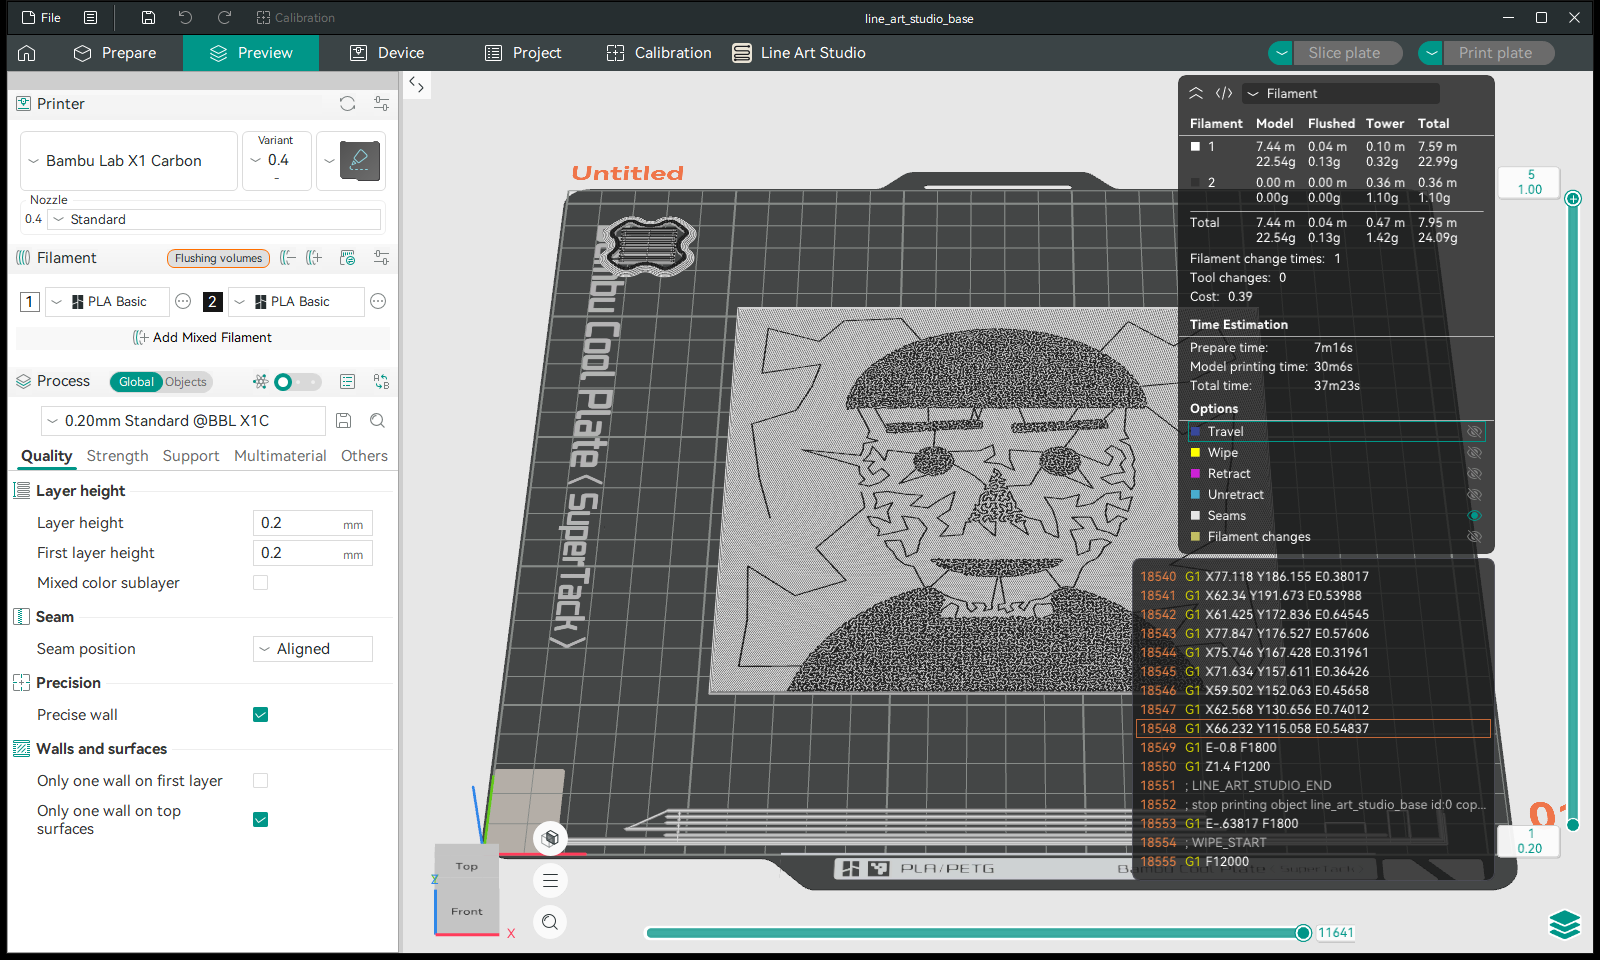 File
Calibration
line_art_studio_base
Prepare
Preview
Device
Project
Calibration
Line Art Studio
Slice plate
Print plate
Printer
Bambu Lab X1 Carbon
Variant
0.4
-
Nozzle
0.4
Standard
Filament
Flushing volumes
1
PLA Basic
2
PLA Basic
Add Mixed Filament
Process
Global
Objects
0.20mm Standard @BBL X1C
Quality
Strength
Support
Multimaterial
Others
Layer height
Layer height
0.2
mm
First layer height
0.2
mm
Mixed color sublayer
Seam
Seam position
Aligned
Precision
Precise wall
Walls and surfaces
Only one wall on first layer
Only one wall on top
surfaces
Untitled
Bambu Cool Plate < SuperTack >
PLA/PETG
Top
Front
Z
X
Filament
Filament Model Flushed Tower Total
1 7.44 m 0.04 m 0.10 m 7.59 m
22.54g 0.13g 0.32g 22.99g
2 0.00 m 0.00 m 0.36 m 0.36 m
0.00g 0.00g 1.10g 1.10g
Total 7.44 m 0.04 m 0.47 m 7.95 m
22.54g 0.13g 1.42g 24.09g
Filament change times: 1
Tool changes: 0
Cost: 0.39
Time Estimation
Prepare time: 7m16s
Model printing time: 30m6s
Total time: 37m23s
Options
Travel
Wipe
Retract
Unretract
Seams
Filament changes
18540 G1 X77.118 Y186.155 E0.38017
18541 G1 X62.34 Y191.673 E0.53988
18542 G1 X61.425 Y172.836 E0.64545
18543 G1 X77.847 Y176.527 E0.57606
18544 G1 X75.746 Y167.428 E0.31961
18545 G1 X71.634 Y157.611 E0.36426
18546 G1 X59.502 Y152.063 E0.45658
18547 G1 X62.568 Y130.656 E0.74012
18548 G1 X66.232 Y115.058 E0.54837
18549 G1 E-0.8 F1800
18550 G1 Z1.4 F1200
18551 ; LINE_ART_STUDIO_END
18552 ; stop printing object line_art_studio_base id:0 cop...
18553 G1 E-.63817 F1800
18554 ; WIPE_START
18555 G1 F12000
5
1.00
1
0.20
01
11641